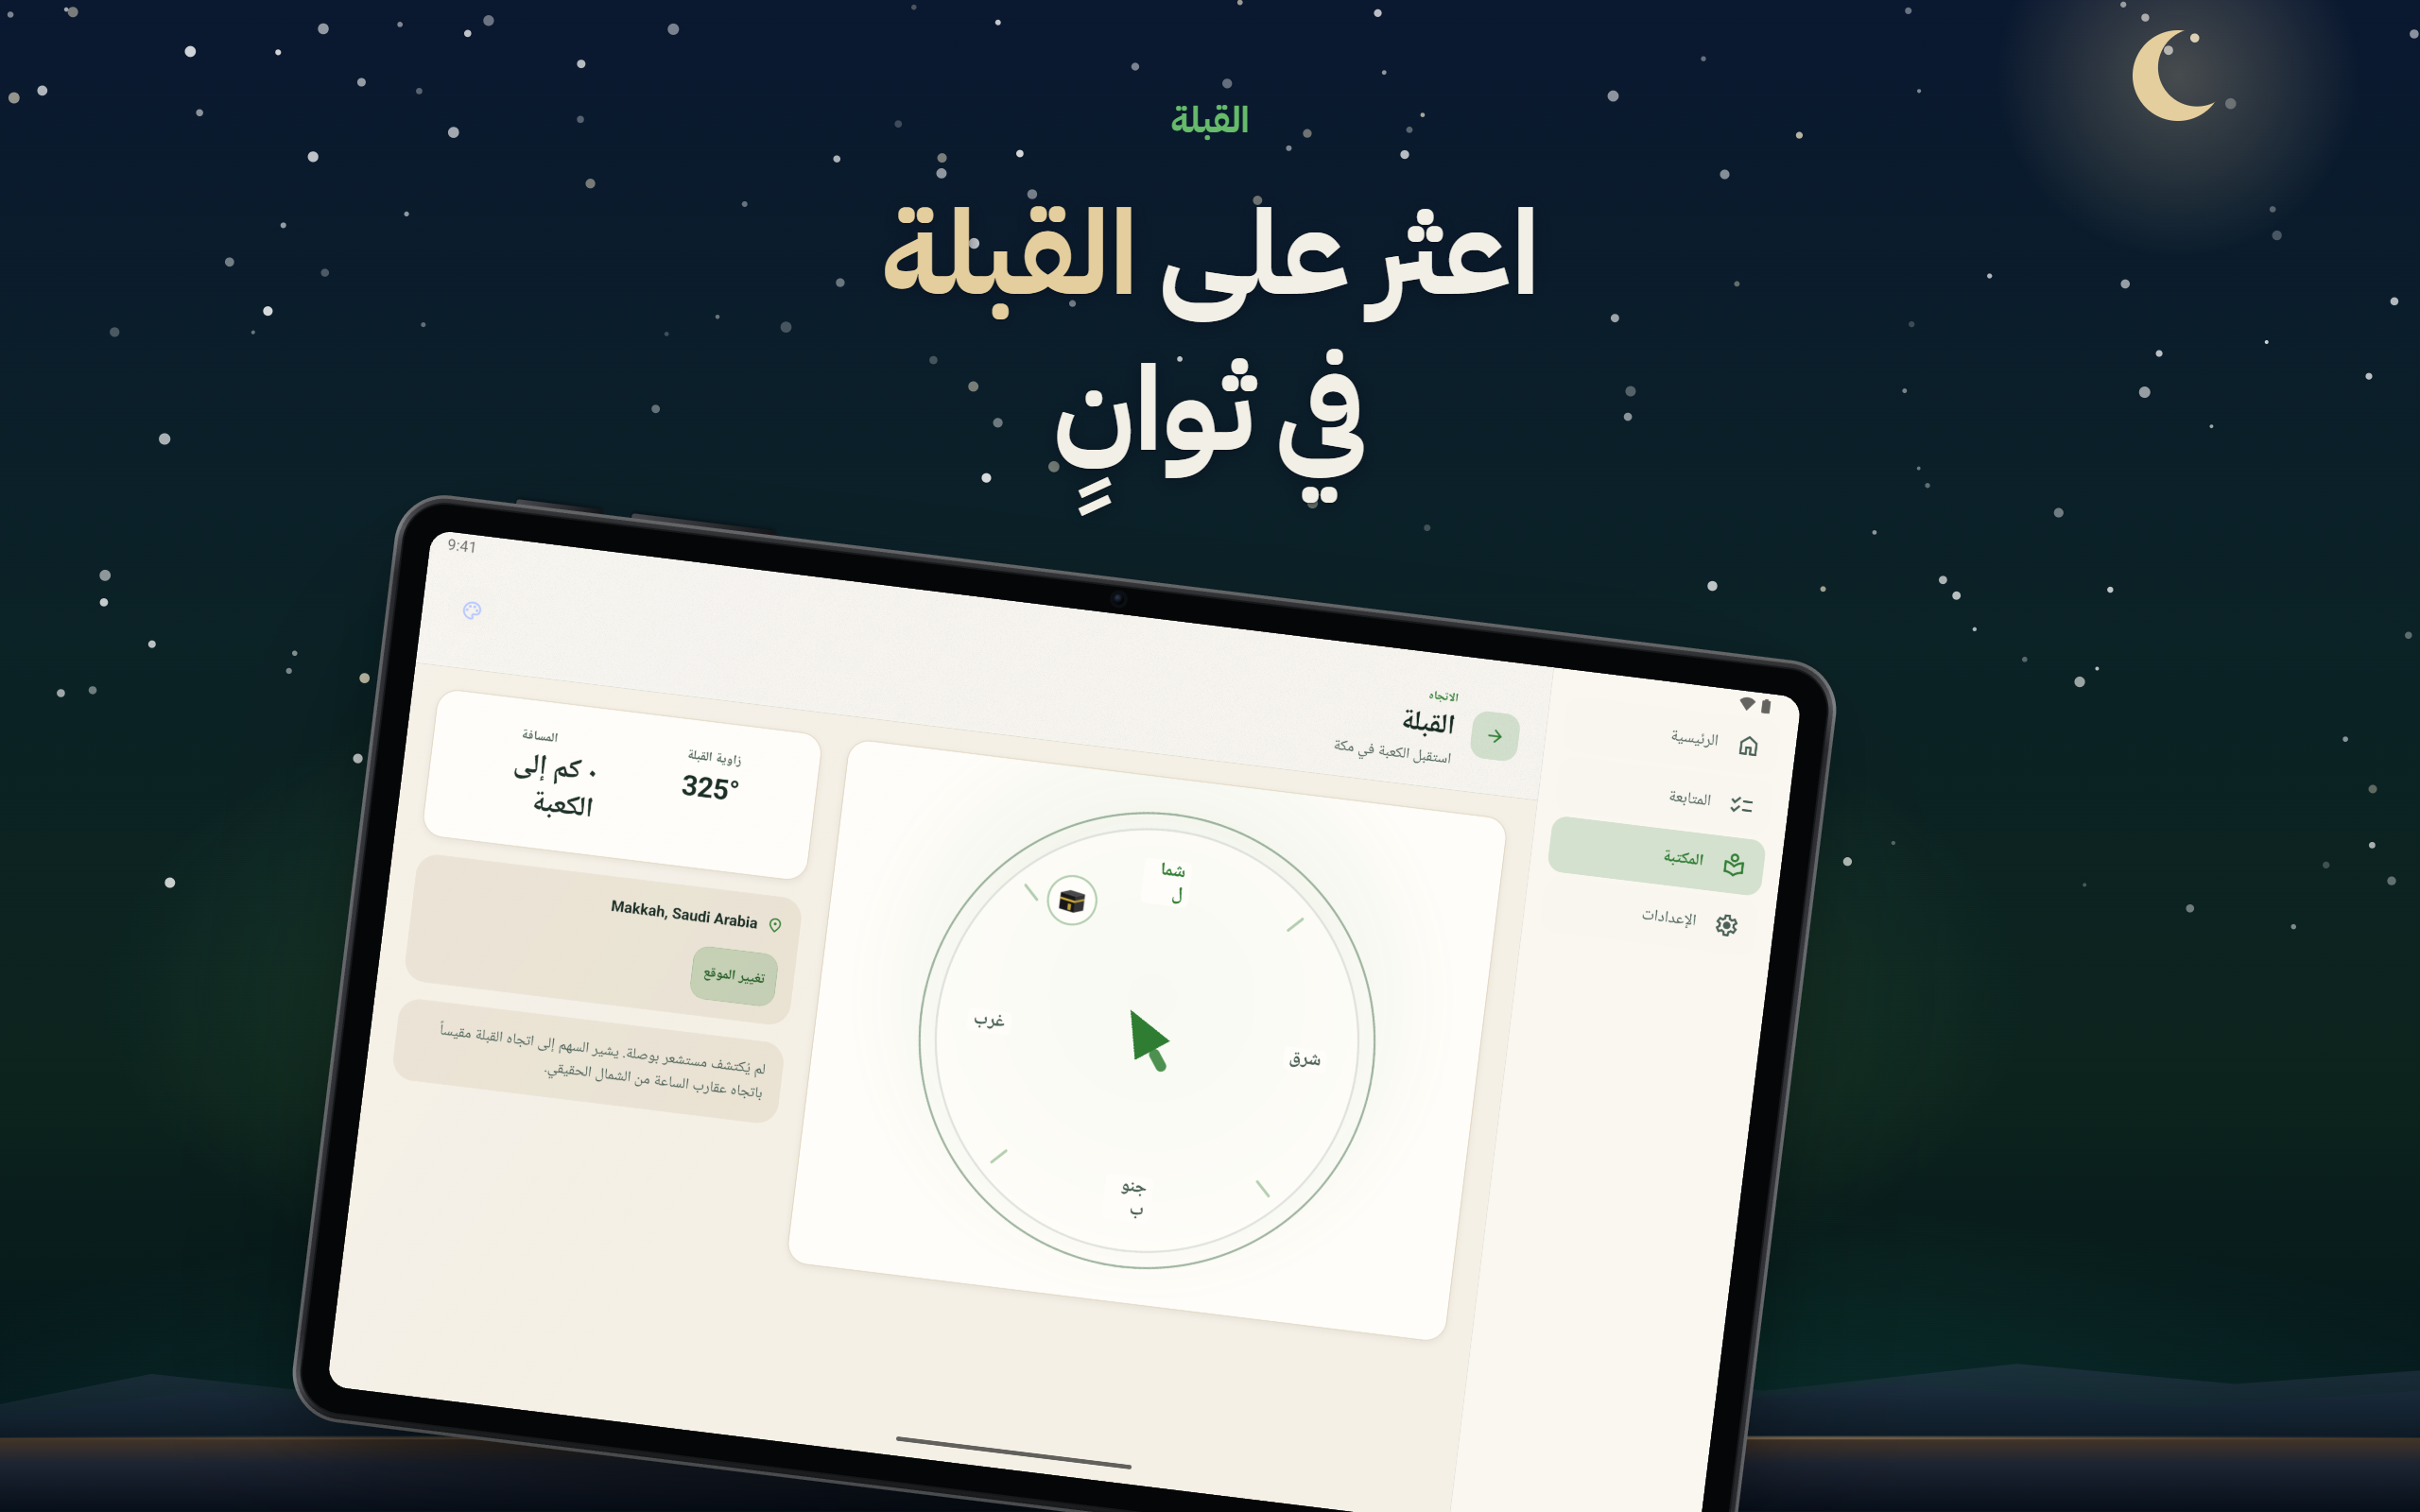 القبلة
اعثر على القبلة
في ثوانٍ
9:41
الاتجاه
القبلة
استقبل الكعبة في مكة
الرئيسية
المتابعة
المكتبة
الإعدادات
شما
ل
شرق
غرب
جنو
ب
زاوية القبلة
325°
المسافة
٠ كم إلى
الكعبة
Makkah, Saudi Arabia
تغيير الموقع
لم يُكتشف مستشعر بوصلة. يشير السهم إلى اتجاه القبلة مقيساً
باتجاه عقارب الساعة من الشمال الحقيقي.